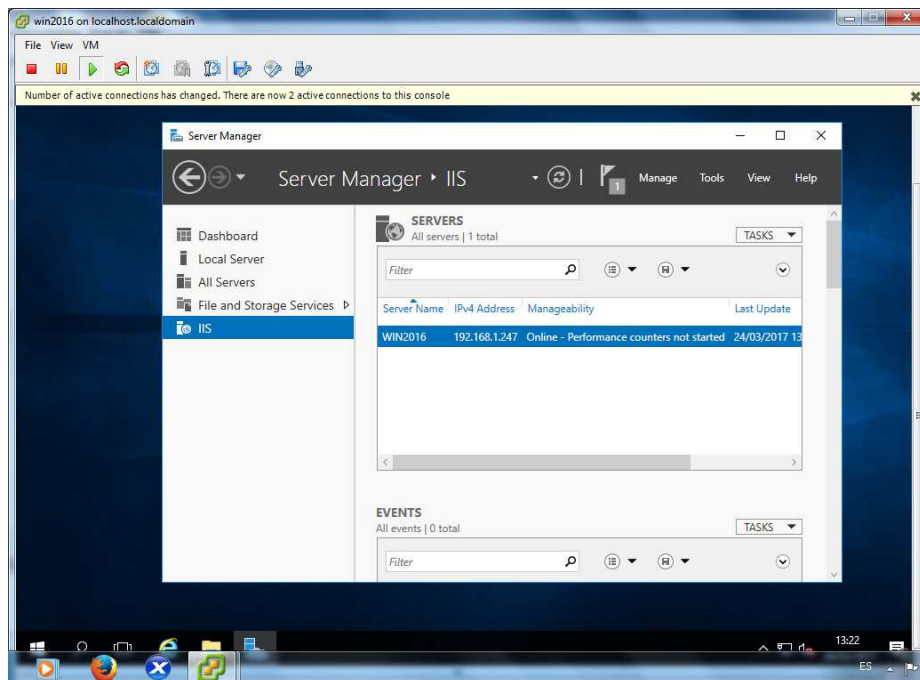 win2016 on localhost.localdomain
File View VM
Number of active connections has changed. There are now 2 active connections to this console
Server Manager
Server Manager • IIS
1
Manage Tools View Help
Dashboard
Local Server
All Servers
File and Storage Services
IIS
SERVERS
All servers | 1 total
TASKS
Filter
Server Name IPv4 Address Manageability Last Update
WIN2016 192.168.1.247 Online - Performance counters not started 24/03/2017 13
EVENTS
All events | 0 total
TASKS
Filter
13:22
ES